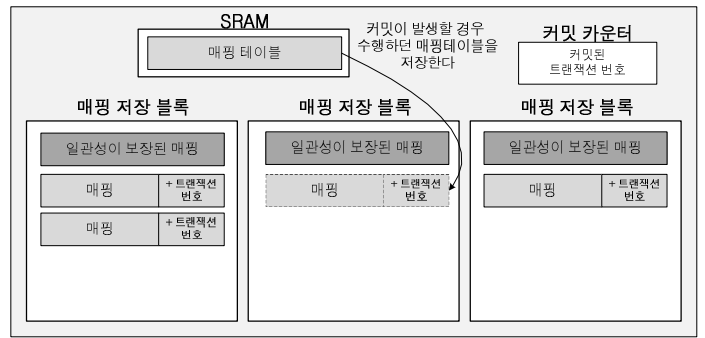 SRAM
매핑 테이블
커밋이 발생할 경우
수행하던 매핑테이블을
저장한다
커밋 카운터
커밋된
트랜잭션 번호
매핑 저장 블록
일관성이 보장된 매핑
매핑
+ 트랜잭션
번호
매핑
+ 트랜잭션
번호
매핑 저장 블록
일관성이 보장된 매핑
매핑
+ 트랜잭션
번호
매핑 저장 블록
일관성이 보장된 매핑
매핑
+ 트랜잭션
번호